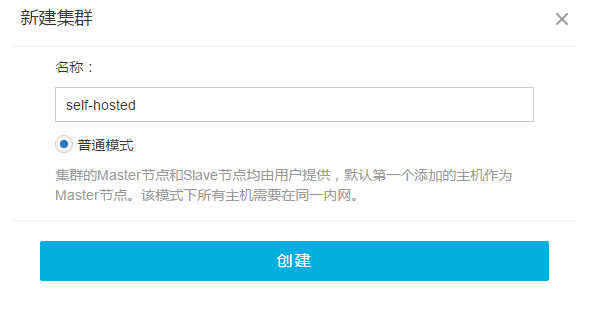 新建集群
名称：
self-hosted
普通模式
集群的Master节点和Slave节点均由用户提供，默认第一个添加的主机作为
Master节点。该模式下所有主机需要在同一内网。
创建